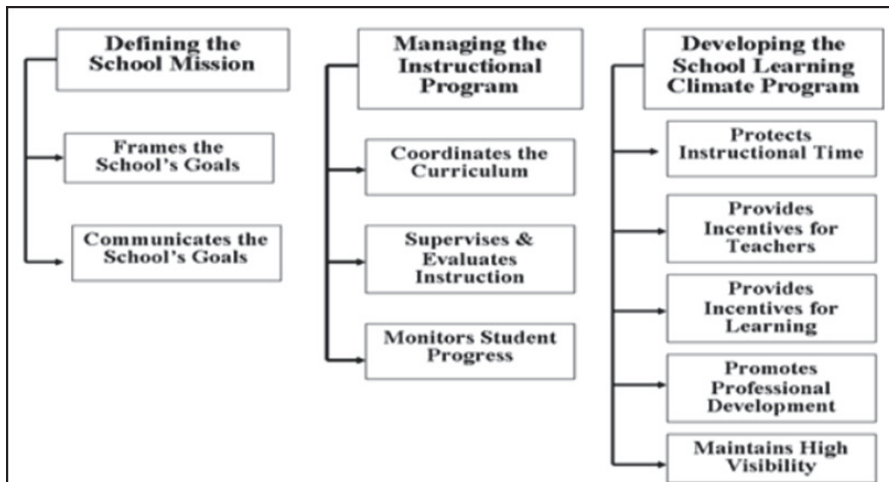 Defining the
School Mission
Frames the
School's Goals
Communicates the
School's Goals
Managing the
Instructional
Program
Coordinates the
Curriculum
Supervises &
Evaluates
Instruction
Monitors Student
Progress
Developing the
School Learning
Climate Program
Protects
Instructional Time
Provides
Incentives for
Teachers
Provides
Incentives for
Learning
Promotes
Professional
Development
Maintains High
Visibility